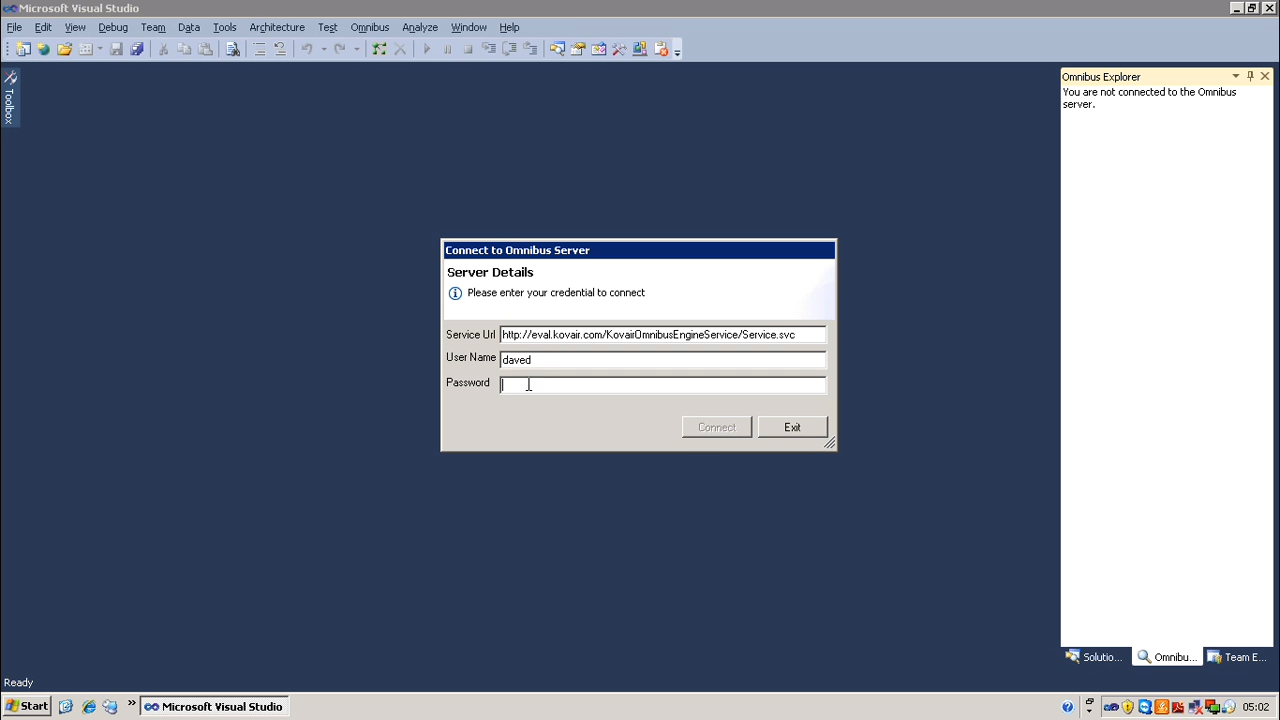 Microsoft Visual Studio
File Edit View Debug Team Data Tools Architecture Test Omnibus Analyze Window Help
Toolbox
Omnibus Explorer
You are not connected to the Omnibus
server.
Connect to Omnibus Server
Server Details
Please enter your credential to connect
Service Url http://eval.kovair.com/KovairOmnibusEngineService/Service.svc
User Name daved
Password
Connect Exit
Solutio... Omnibu... Team E...
Ready
Start » Microsoft Visual Studio 05:02